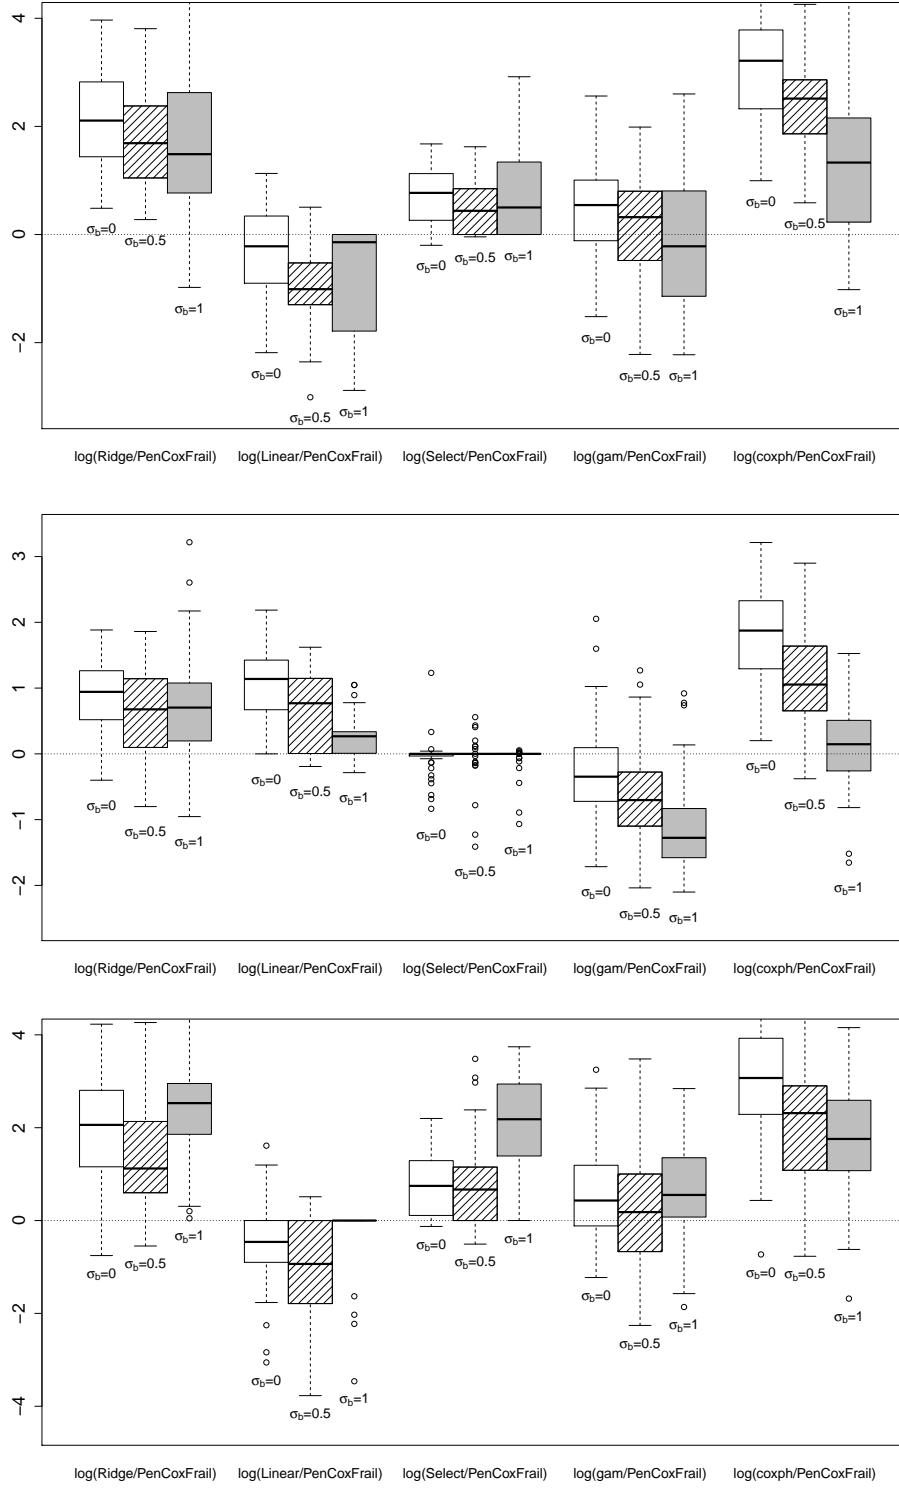 4
2
0
−2
σb=0
σb=0.5
σb=1
σb=0
σb=0.5
σb=1
σb=0
σb=0.5
σb=1
σb=0
σb=0.5
σb=1
σb=0
σb=0.5
σb=1
log(Ridge/PenCoxFrail) log(Linear/PenCoxFrail) log(Select/PenCoxFrail) log(gam/PenCoxFrail) log(coxph/PenCoxFrail)
3
2
1
0
−1
−2
σb=0
σb=0.5
σb=1
σb=0
σb=0.5
σb=1
σb=0
σb=0.5
σb=1
σb=0
σb=0.5
σb=1
σb=0
σb=0.5
σb=1
log(Ridge/PenCoxFrail) log(Linear/PenCoxFrail) log(Select/PenCoxFrail) log(gam/PenCoxFrail) log(coxph/PenCoxFrail)
4
2
0
−2
−4
σb=0
σb=0.5
σb=1
σb=0
σb=0.5
σb=1
σb=0
σb=0.5
σb=1
σb=0
σb=0.5
σb=1
σb=0
σb=0.5
σb=1
log(Ridge/PenCoxFrail) log(Linear/PenCoxFrail) log(Select/PenCoxFrail) log(gam/PenCoxFrail) log(coxph/PenCoxFrail)